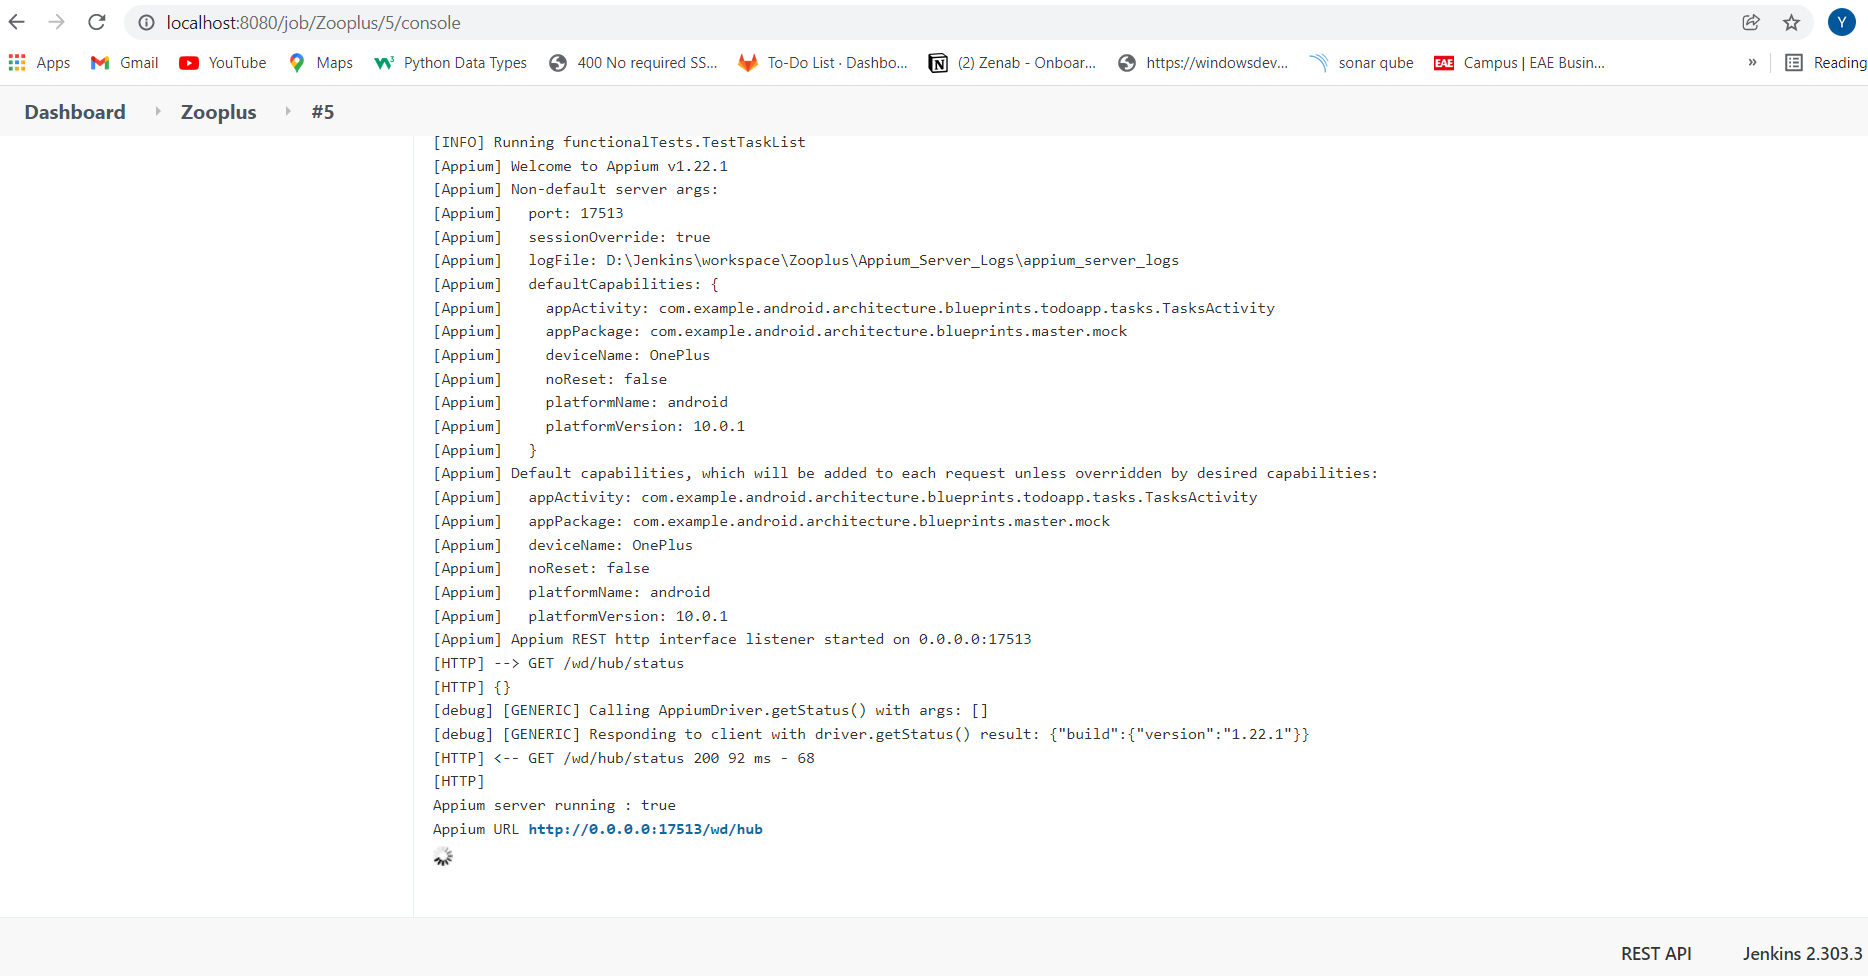 localhost:8080/job/Zooplus/5/console
Y
Apps Gmail YouTube Maps Python Data Types 400 No required SS... To-Do List · Dashbo... (2) Zenab - Onboar... https://windowsdev... sonar qube EAE Campus | EAE Busin... » Reading
Dashboard Zooplus #5
[INFO] Running functionalTests.TestTaskList
[Appium] Welcome to Appium v1.22.1
[Appium] Non-default server args:
[Appium]   port: 17513
[Appium]   sessionOverride: true
[Appium]   logFile: D:\Jenkins\workspace\Zooplus\Appium_Server_Logs\appium_server_logs
[Appium]   defaultCapabilities: {
[Appium]     appActivity: com.example.android.architecture.blueprints.todoapp.tasks.TasksActivity
[Appium]     appPackage: com.example.android.architecture.blueprints.master.mock
[Appium]     deviceName: OnePlus
[Appium]     noReset: false
[Appium]     platformName: android
[Appium]     platformVersion: 10.0.1
[Appium]   }
[Appium] Default capabilities, which will be added to each request unless overridden by desired capabilities:
[Appium]   appActivity: com.example.android.architecture.blueprints.todoapp.tasks.TasksActivity
[Appium]   appPackage: com.example.android.architecture.blueprints.master.mock
[Appium]   deviceName: OnePlus
[Appium]   noReset: false
[Appium]   platformName: android
[Appium]   platformVersion: 10.0.1
[Appium] Appium REST http interface listener started on 0.0.0.0:17513
[HTTP] --> GET /wd/hub/status
[HTTP] {}
[debug] [GENERIC] Calling AppiumDriver.getStatus() with args: []
[debug] [GENERIC] Responding to client with driver.getStatus() result: {"build":{"version":"1.22.1"}}
[HTTP] <-- GET /wd/hub/status 200 92 ms - 68
[HTTP]
Appium server running : true
Appium URL http://0.0.0.0:17513/wd/hub
REST API Jenkins 2.303.3